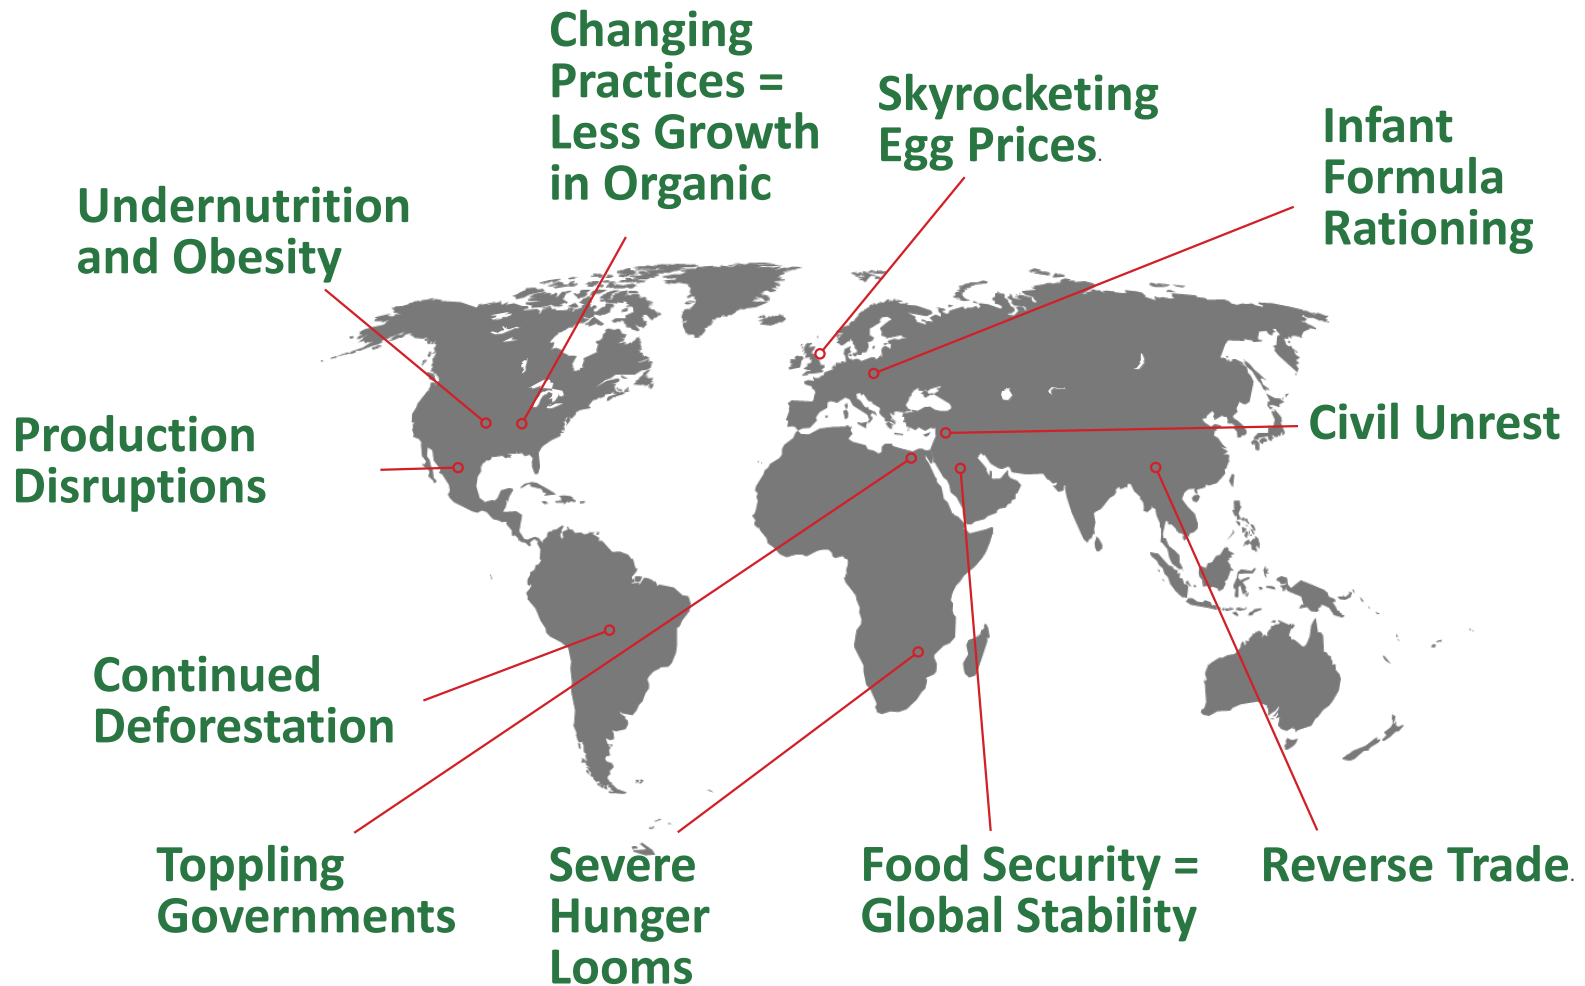 Changing
Practices =
Less Growth
in Organic
Skyrocketing
Egg Prices.
Infant
Formula
Rationing
Undernutrition
and Obesity
Production
Disruptions
Civil Unrest
Continued
Deforestation
Toppling
Governments
Severe
Hunger
Looms
Food Security =
Global Stability
Reverse Trade.